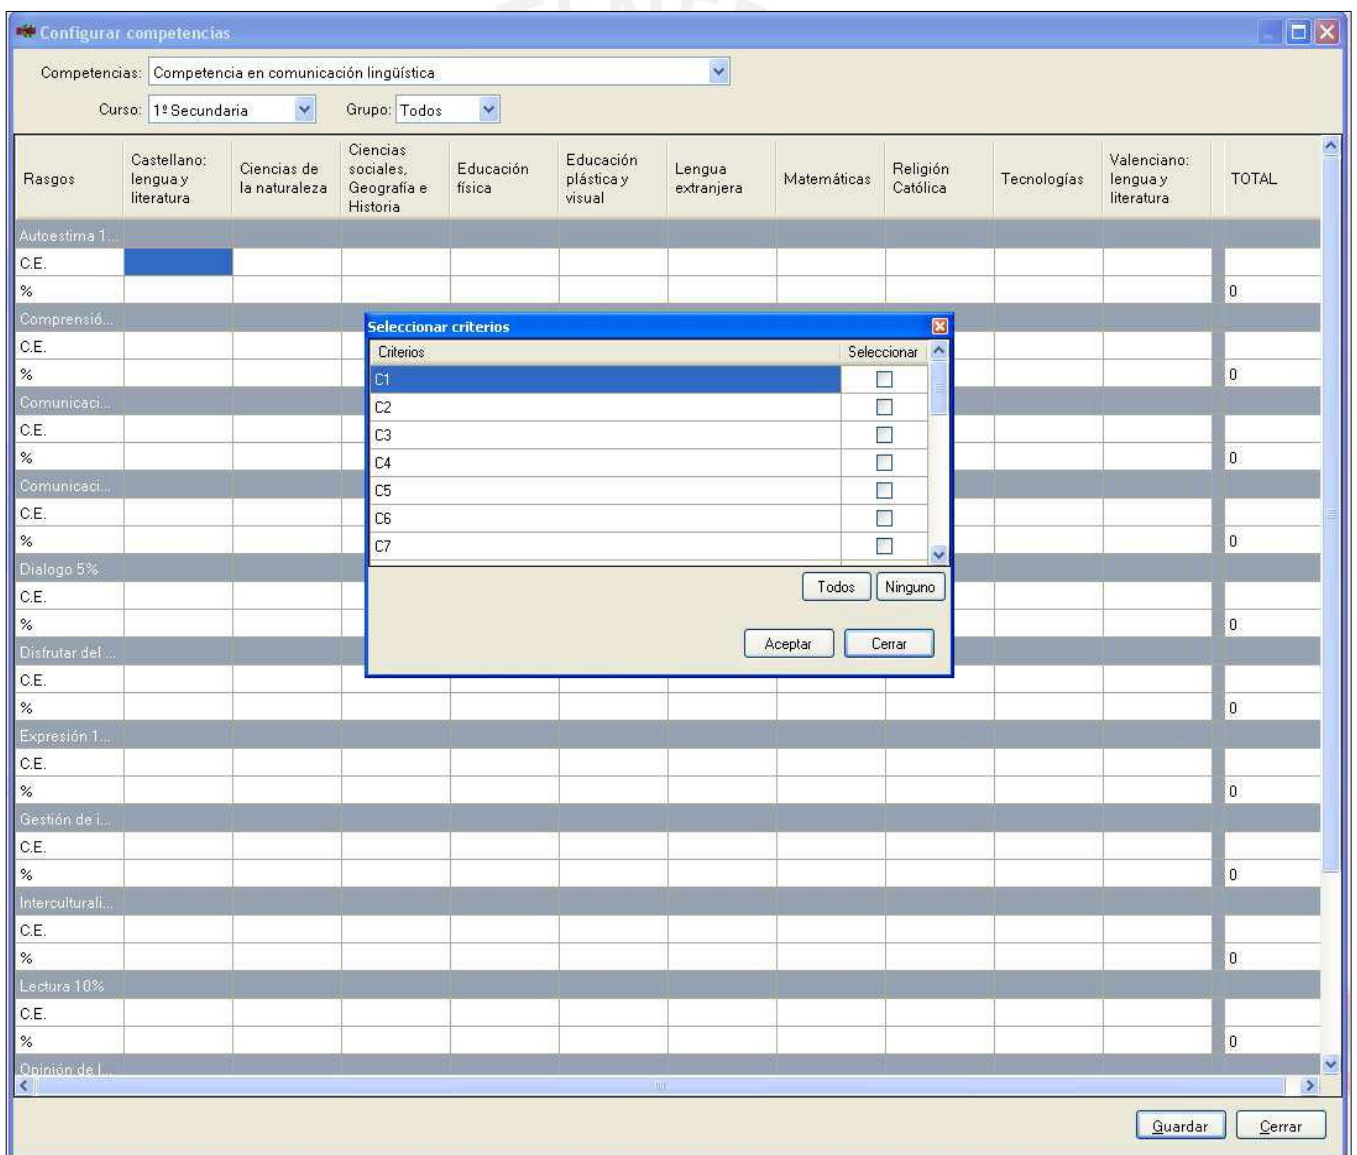 Configurar competencias
Competencias: Competencia en comunicación lingüística
Curso: 1º Secundaria Grupo: Todos
Rasgos
Castellano:
lengua y
literatura
Ciencias de
la naturaleza
Ciencias
sociales,
Geografía e
Historia
Educación
física
Educación
plástica y
visual
Lengua
extranjera
Matemáticas
Religión
Católica
Tecnologías
Valenciano:
lengua y
literatura
TOTAL
Autoestima 1...
C.E.
% 0
Comprensió...
C.E.
% 0
Comunicaci...
C.E.
% 0
Comunicaci...
C.E.
% 0
Dialogo 5%
C.E.
% 0
Disfrutar del ...
C.E.
% 0
Expresión 1...
C.E.
% 0
Gestión de i...
C.E.
% 0
Interculturali...
C.E.
% 0
Lectura 10%
C.E.
% 0
Opinión de l...
Seleccionar criterios
Criterios Seleccionar
C1
C2
C3
C4
C5
C6
C7
Todos Ninguno
Aceptar Cerrar
Guardar Cerrar